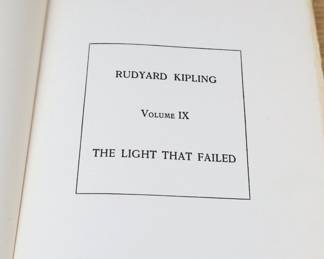 RUDYARD KIPLING
VOLUME IX
THE LIGHT THAT FAILED